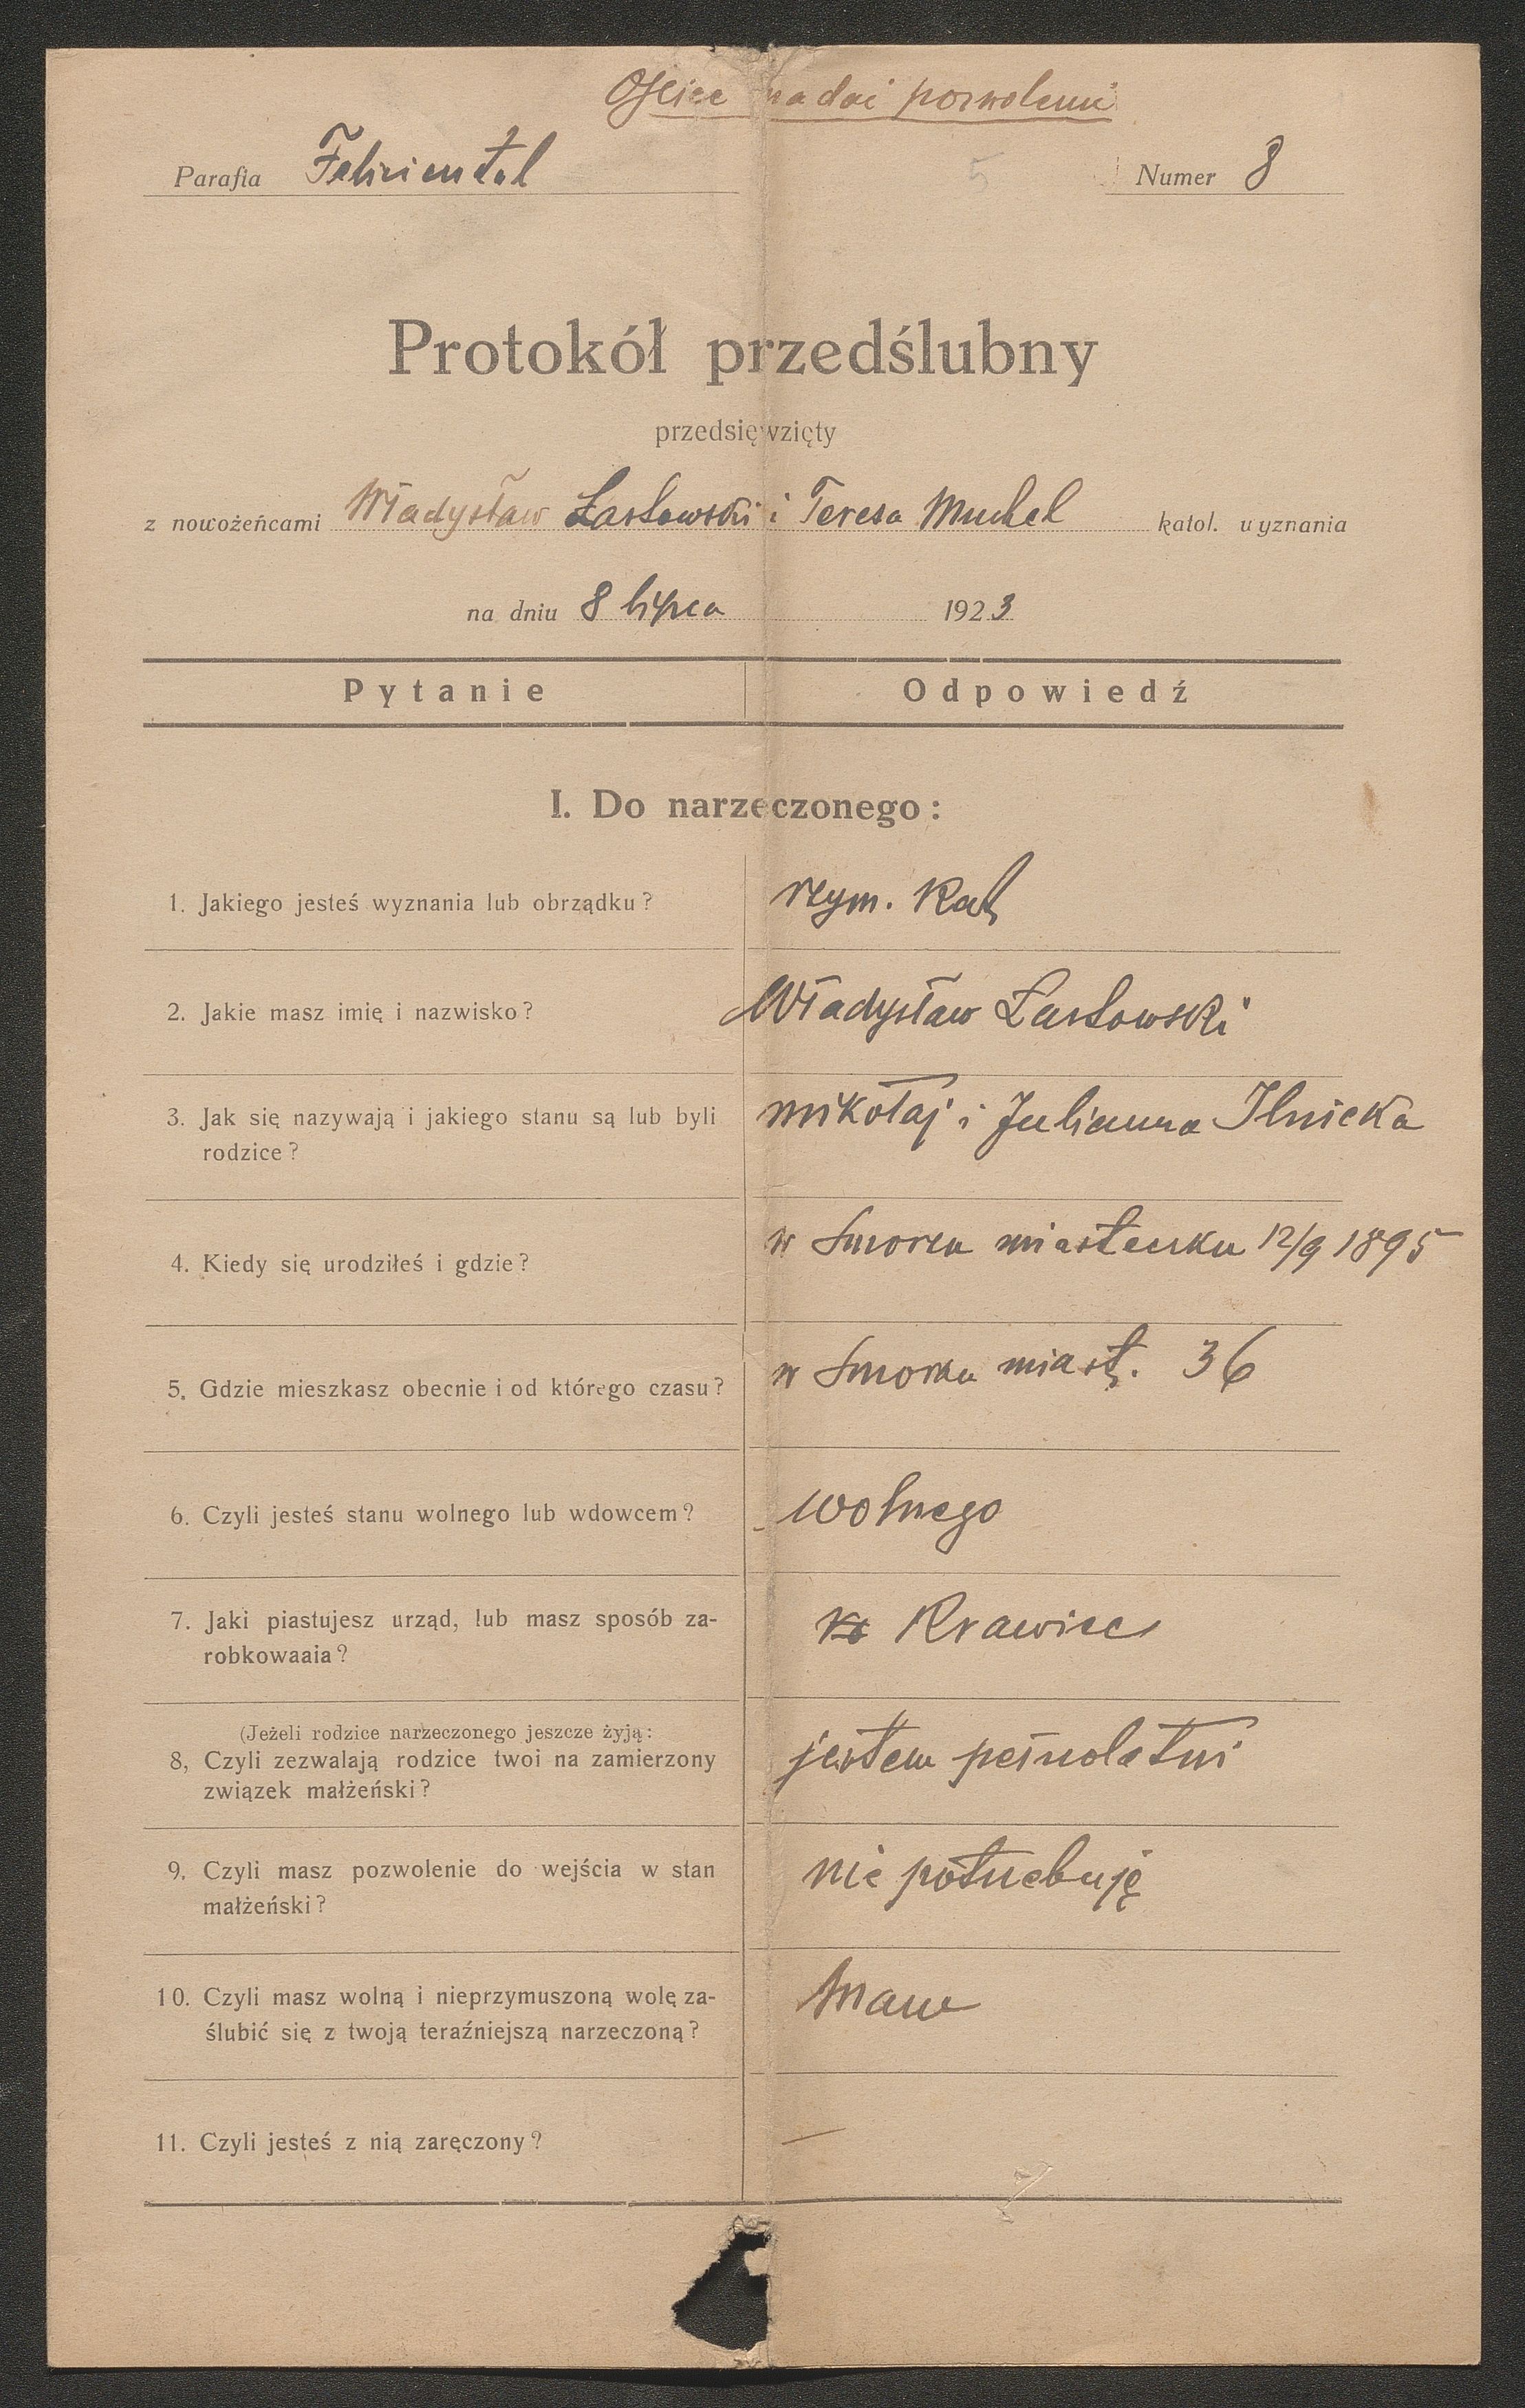 Ojciec nadai pozwoleni
Parafia Feliciental
5
Numer 8
Protokół przedślubny
przedsięwzięty
z nowożeńcami Władysław Łastowski i Teresa Muchel katol. uyznania
na dniu 8 lipca 1923
Pytanie Odpowiedź
I. Do narzeczonego:
1. Jakiego jesteś wyznania lub obrządku? rzym. Kat
2. Jakie masz imię i nazwisko? Władysław Łastowski
3. Jak się nazywają i jakiego stanu są lub byli mikołaj i Julianna Ilnicka
rodzice?
4. Kiedy się urodziłeś i gdzie? w Smorzu miasteczku 12/9 1895
5. Gdzie mieszkasz obecnie i od którego czasu? w Smorzu miast. 36
6. Czyli jesteś stanu wolnego lub wdowcem? wolnego
7. Jaki piastujesz urząd, lub masz sposób za- Krawiec
robkowaaia?
(Jeżeli rodzice narzeczonego jeszcze żyją:
8, Czyli zezwalają rodzice twoi na zamierzony jestem pełnoletni
związek małżeński?
9. Czyli masz pozwolenie do wejścia w stan nie potrzebuję
małżeński?
10. Czyli masz wolną i nieprzymuszoną wolę za- Mam
ślubić się z twoją teraźniejszą narzeczoną?
11. Czyli jesteś z nią zaręczony? —